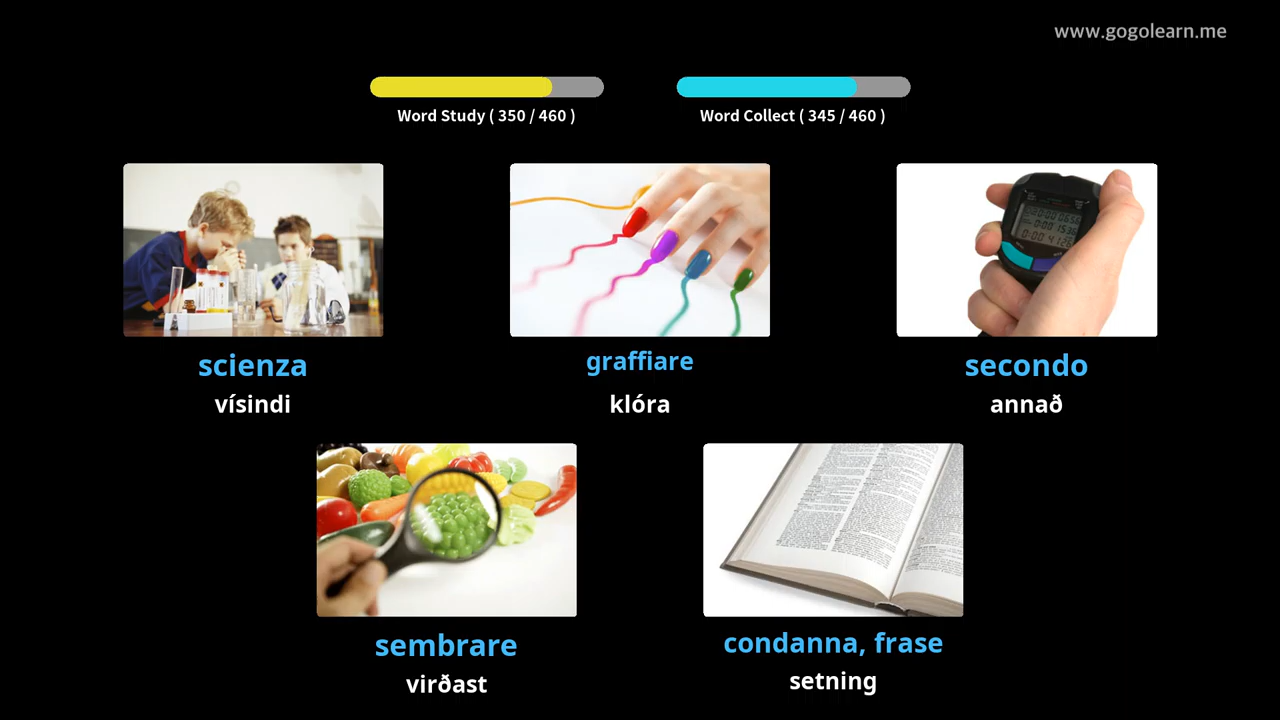 www.gogolearn.me
Word Study ( 350 / 460 )
Word Collect ( 345 / 460 )
scienza
vísindi
graffiare
klóra
secondo
annað
sembrare
virðast
condanna, frase
setning